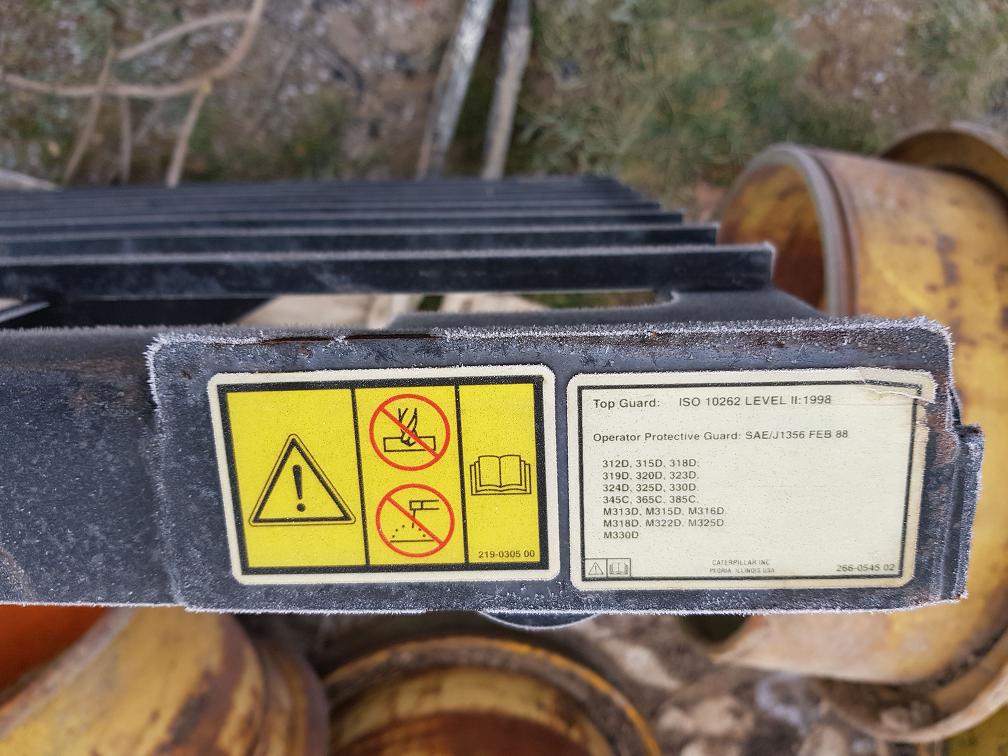 219-0305 00
Top Guard: ISO 10262 LEVEL II:1998
Operator Protective Guard: SAE/J1356 FEB 88
312D, 315D, 318D.
319D, 320D, 323D.
324D, 325D, 330D.
345C, 365C, 385C.
M313D, M315D, M316D.
M318D, M322D, M325D.
M330D
CATERPILLAR INC.
PEORIA, ILLINOIS USA
266-0545 02